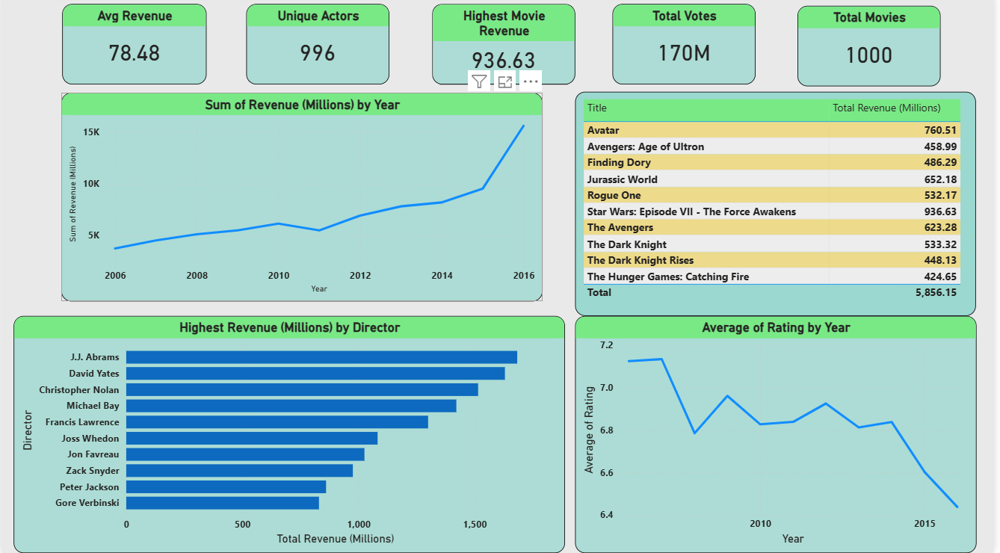 Avg Revenue
78.48
Unique Actors
996
Highest Movie
Revenue
936.63
Total Votes
170M
Total Movies
1000
Sum of Revenue (Millions) by Year
Sum of Revenue (Millions)
15K
10K
5K
2006 2008 2010 2012 2014 2016
Year
Title Total Revenue (Millions)
Avatar 760.51
Avengers: Age of Ultron 458.99
Finding Dory 486.29
Jurassic World 652.18
Rogue One 532.17
Star Wars: Episode VII - The Force Awakens 936.63
The Avengers 623.28
The Dark Knight 533.32
The Dark Knight Rises 448.13
The Hunger Games: Catching Fire 424.65
Total 5,856.15
Highest Revenue (Millions) by Director
Director
J.J. Abrams
David Yates
Christopher Nolan
Michael Bay
Francis Lawrence
Joss Whedon
Jon Favreau
Zack Snyder
Peter Jackson
Gore Verbinski
0 500 1,000 1,500
Total Revenue (Millions)
Average of Rating by Year
Average of Rating
7.2
7.0
6.8
6.6
6.4
2010 2015
Year